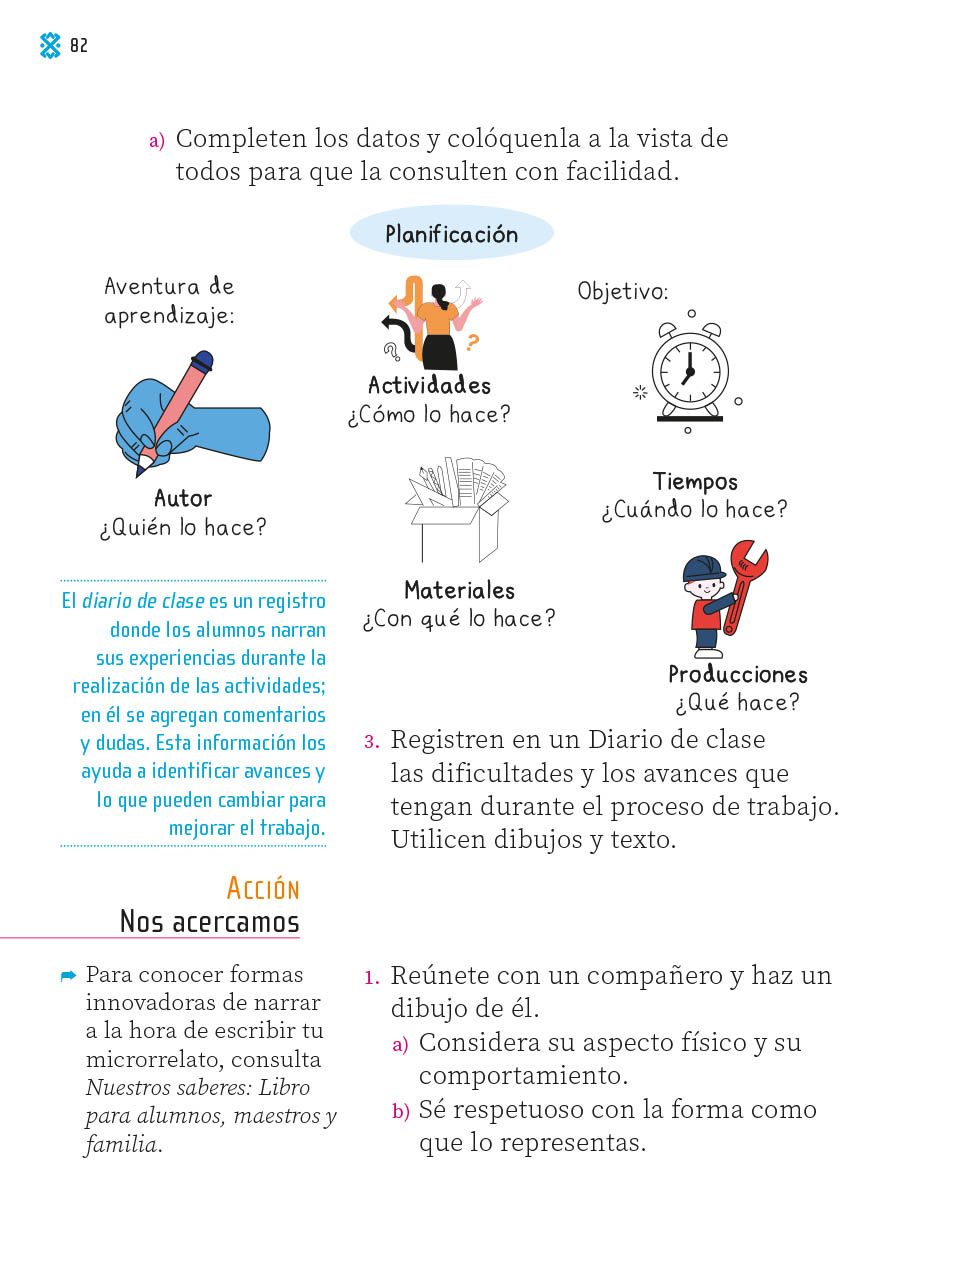 82
a) Completen los datos y colóquenla a la vista de
todos para que la consulten con facilidad.
Planificación
Aventura de
aprendizaje:
Objetivo:
Actividades
¿Cómo lo hace?
Autor
¿Quién lo hace?
Tiempos
¿Cuándo lo hace?
Materiales
¿Con qué lo hace?
Producciones
¿Qué hace?
El diario de clase es un registro
donde los alumnos narran
sus experiencias durante la
realización de las actividades;
en él se agregan comentarios
y dudas. Esta información los
ayuda a identificar avances y
lo que pueden cambiar para
mejorar el trabajo.
3. Registren en un Diario de clase
las dificultades y los avances que
tengan durante el proceso de trabajo.
Utilicen dibujos y texto.
Acción
Nos acercamos
Para conocer formas
innovadoras de narrar
a la hora de escribir tu
microrrelato, consulta
Nuestros saberes: Libro
para alumnos, maestros y
familia.
1. Reúnete con un compañero y haz un
dibujo de él.
a) Considera su aspecto físico y su
comportamiento.
b) Sé respetuoso con la forma como
que lo representas.